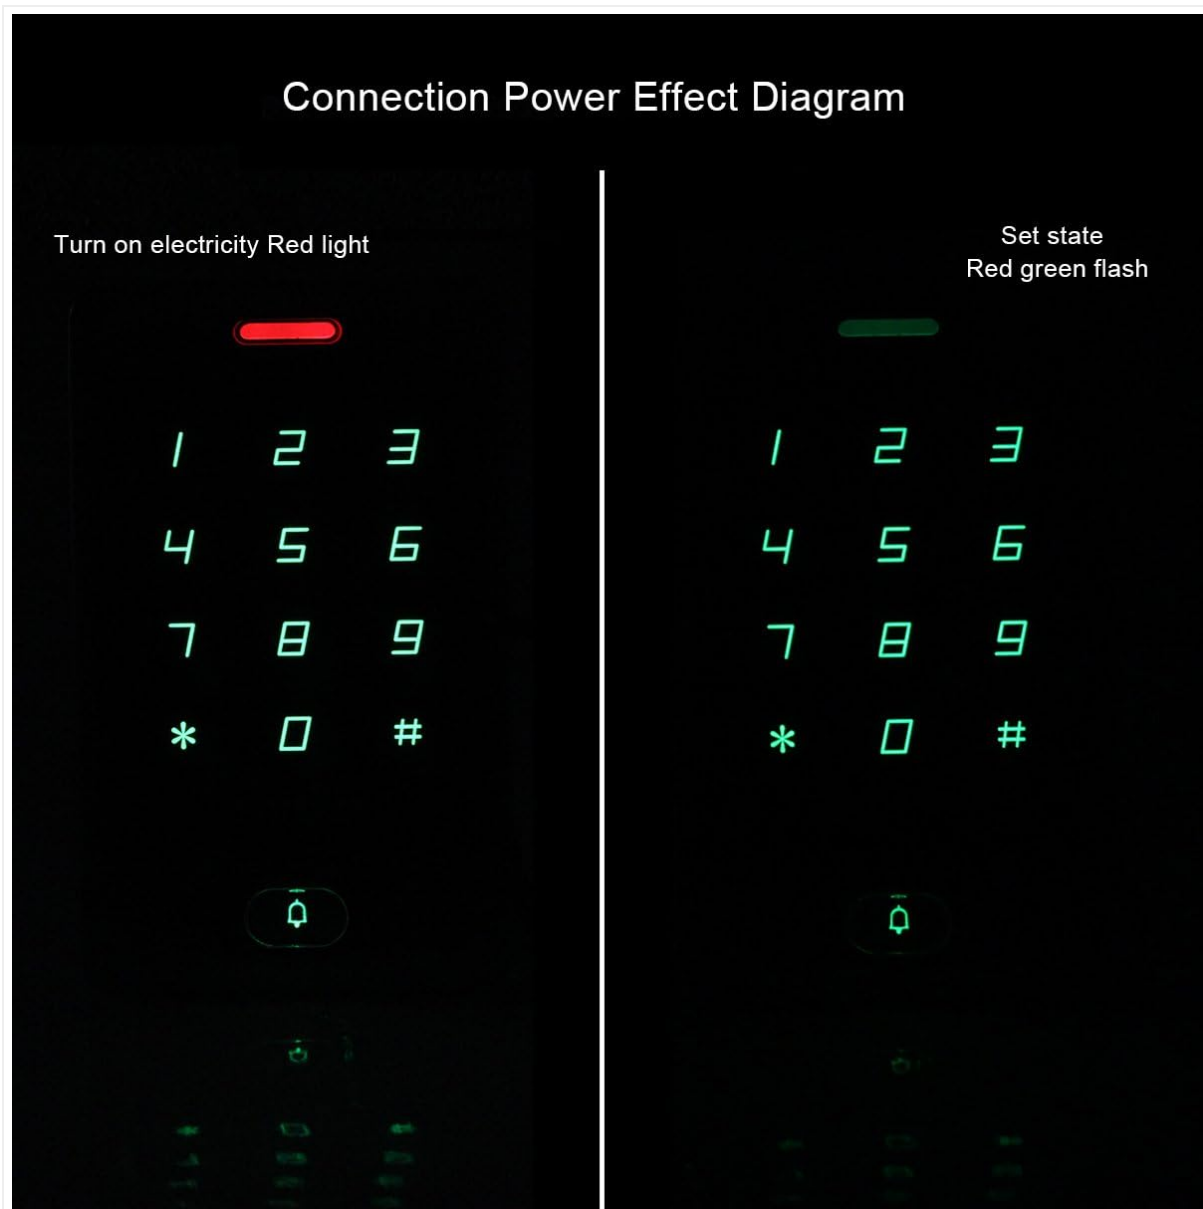 Connection Power Effect Diagram
Turn on electricity Red light
Set state
Red green flash
1 2 3
4 5 6
7 8 9
* 0 #
1 2 3
4 5 6
7 8 9
* 0 #